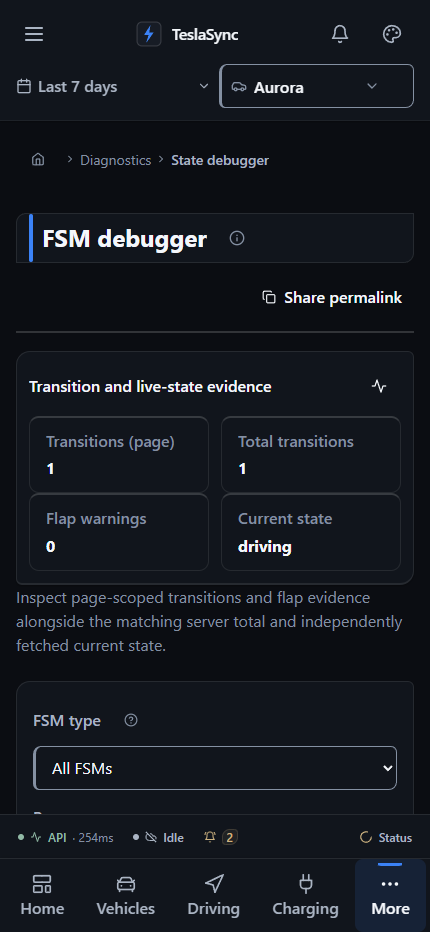 TeslaSync
Last 7 days
Aurora
Diagnostics
State debugger
FSM debugger
Share permalink
Transition and live-state evidence
Transitions (page)
1
Total transitions
1
Flap warnings
0
Current state
driving
Inspect page-scoped transitions and flap evidence
alongside the matching server total and independently
fetched current state.
FSM type
All FSMs
API · 254ms
Idle
2
Status
Home
Vehicles
Driving
Charging
More